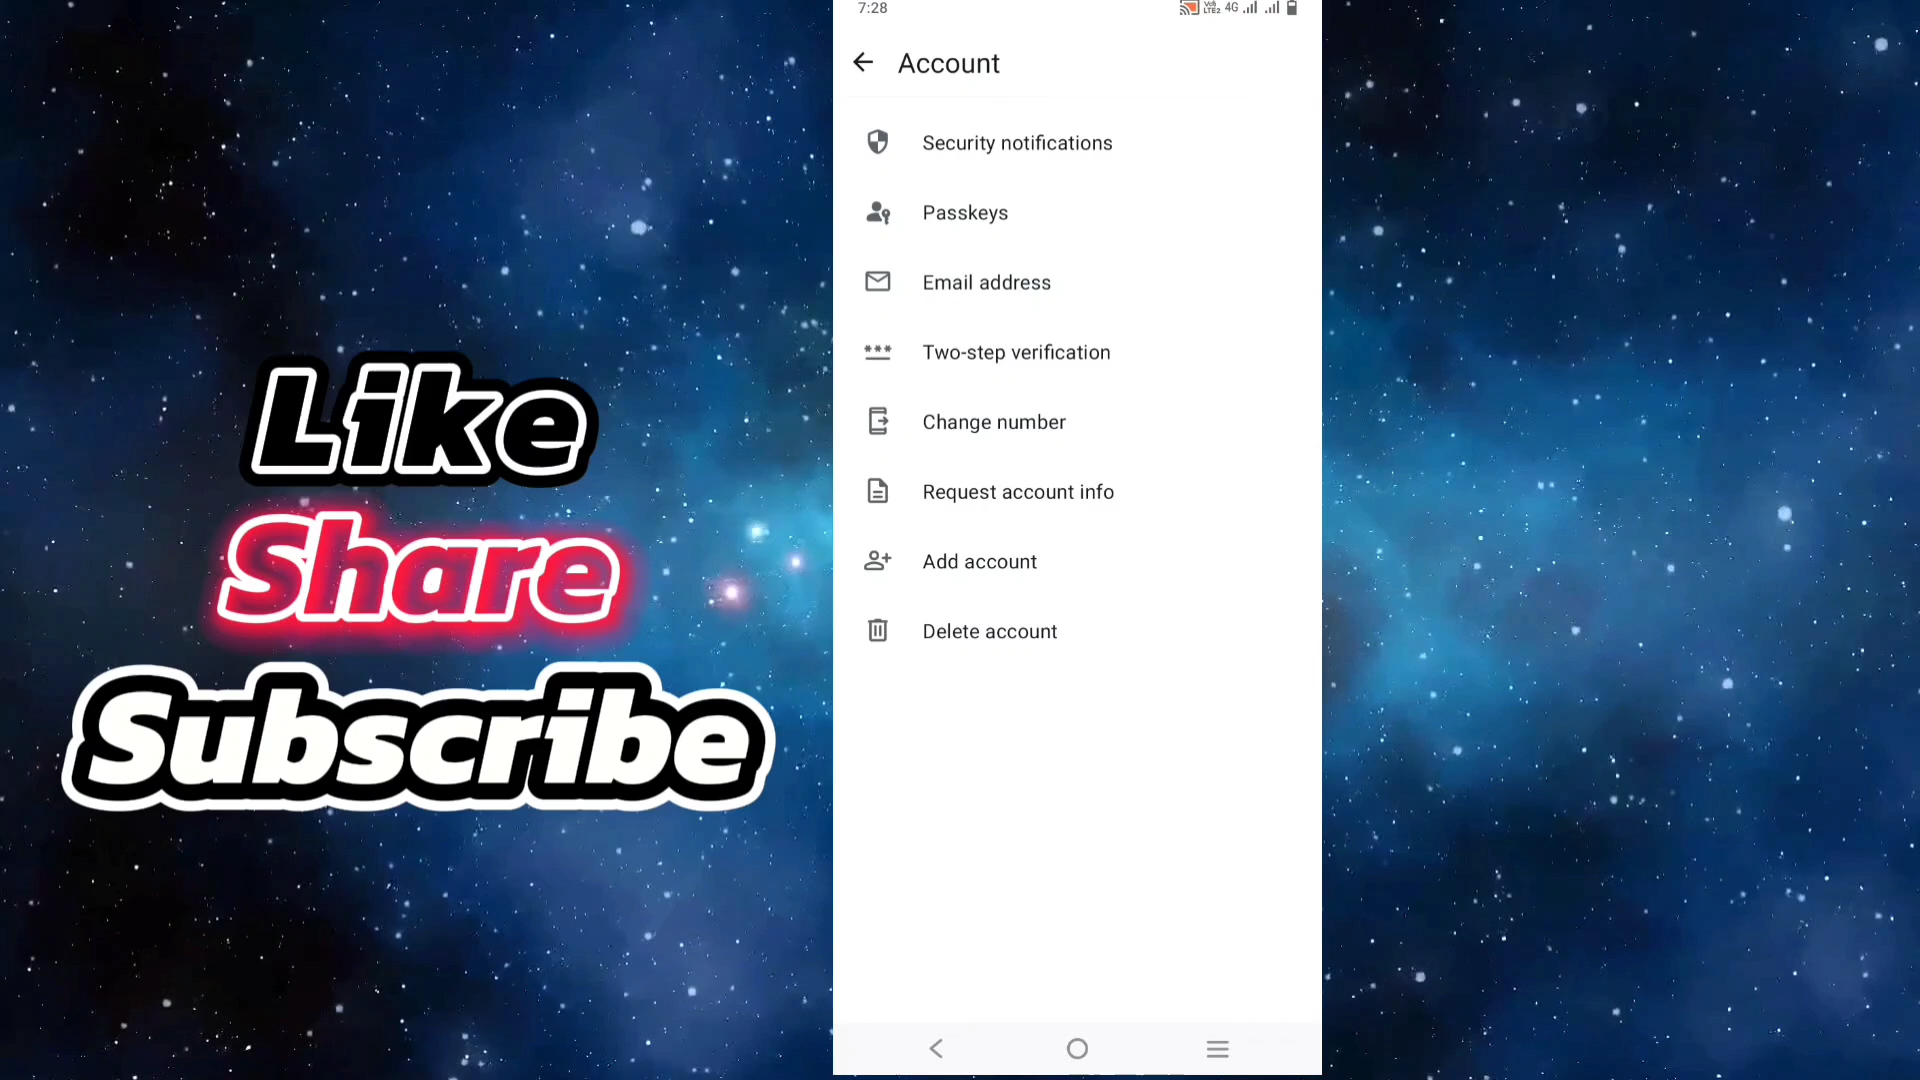 7:28
4G
Account
Security notifications
Passkeys
Email address
Two-step verification
Change number
Request account info
Add account
Delete account
Like
Share
Subscribe